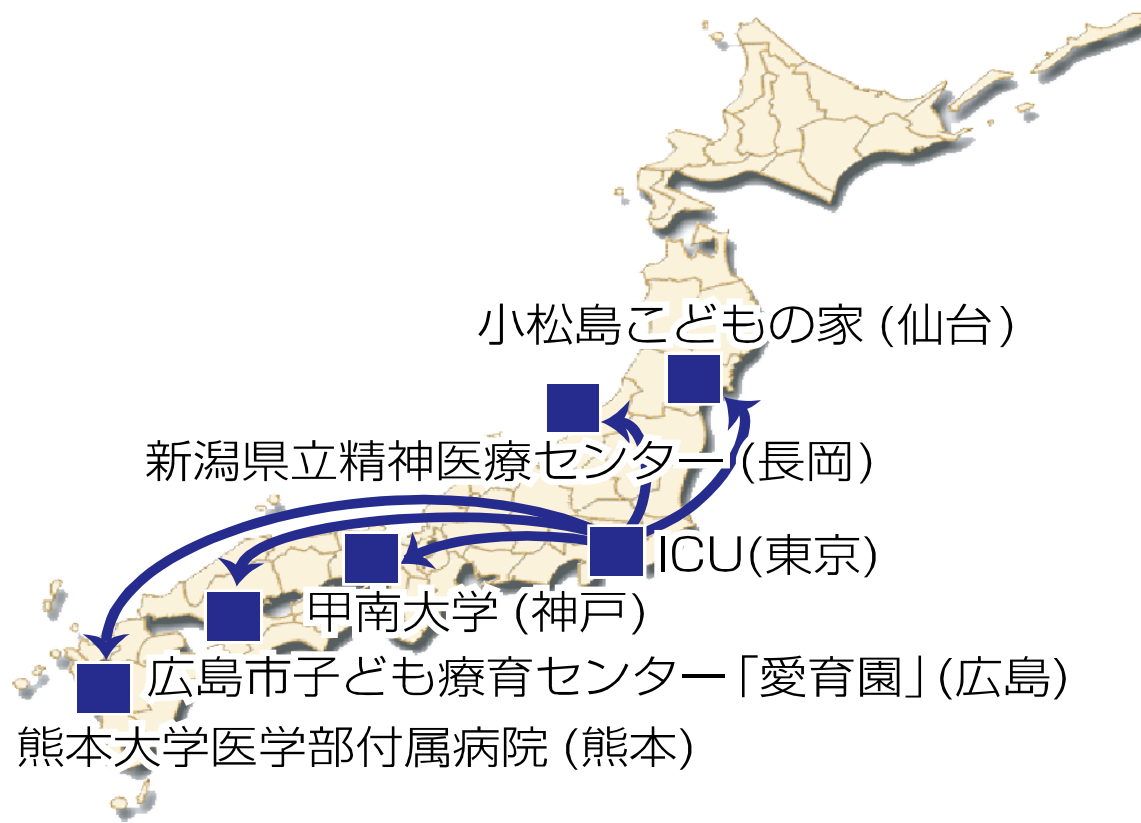 小松島こどもの家 (仙台)
新潟県立精神医療センター (長岡)
ICU(東京)
甲南大学 (神戸)
広島市子ども療育センター「愛育園」(広島)
熊本大学医学部付属病院 (熊本)